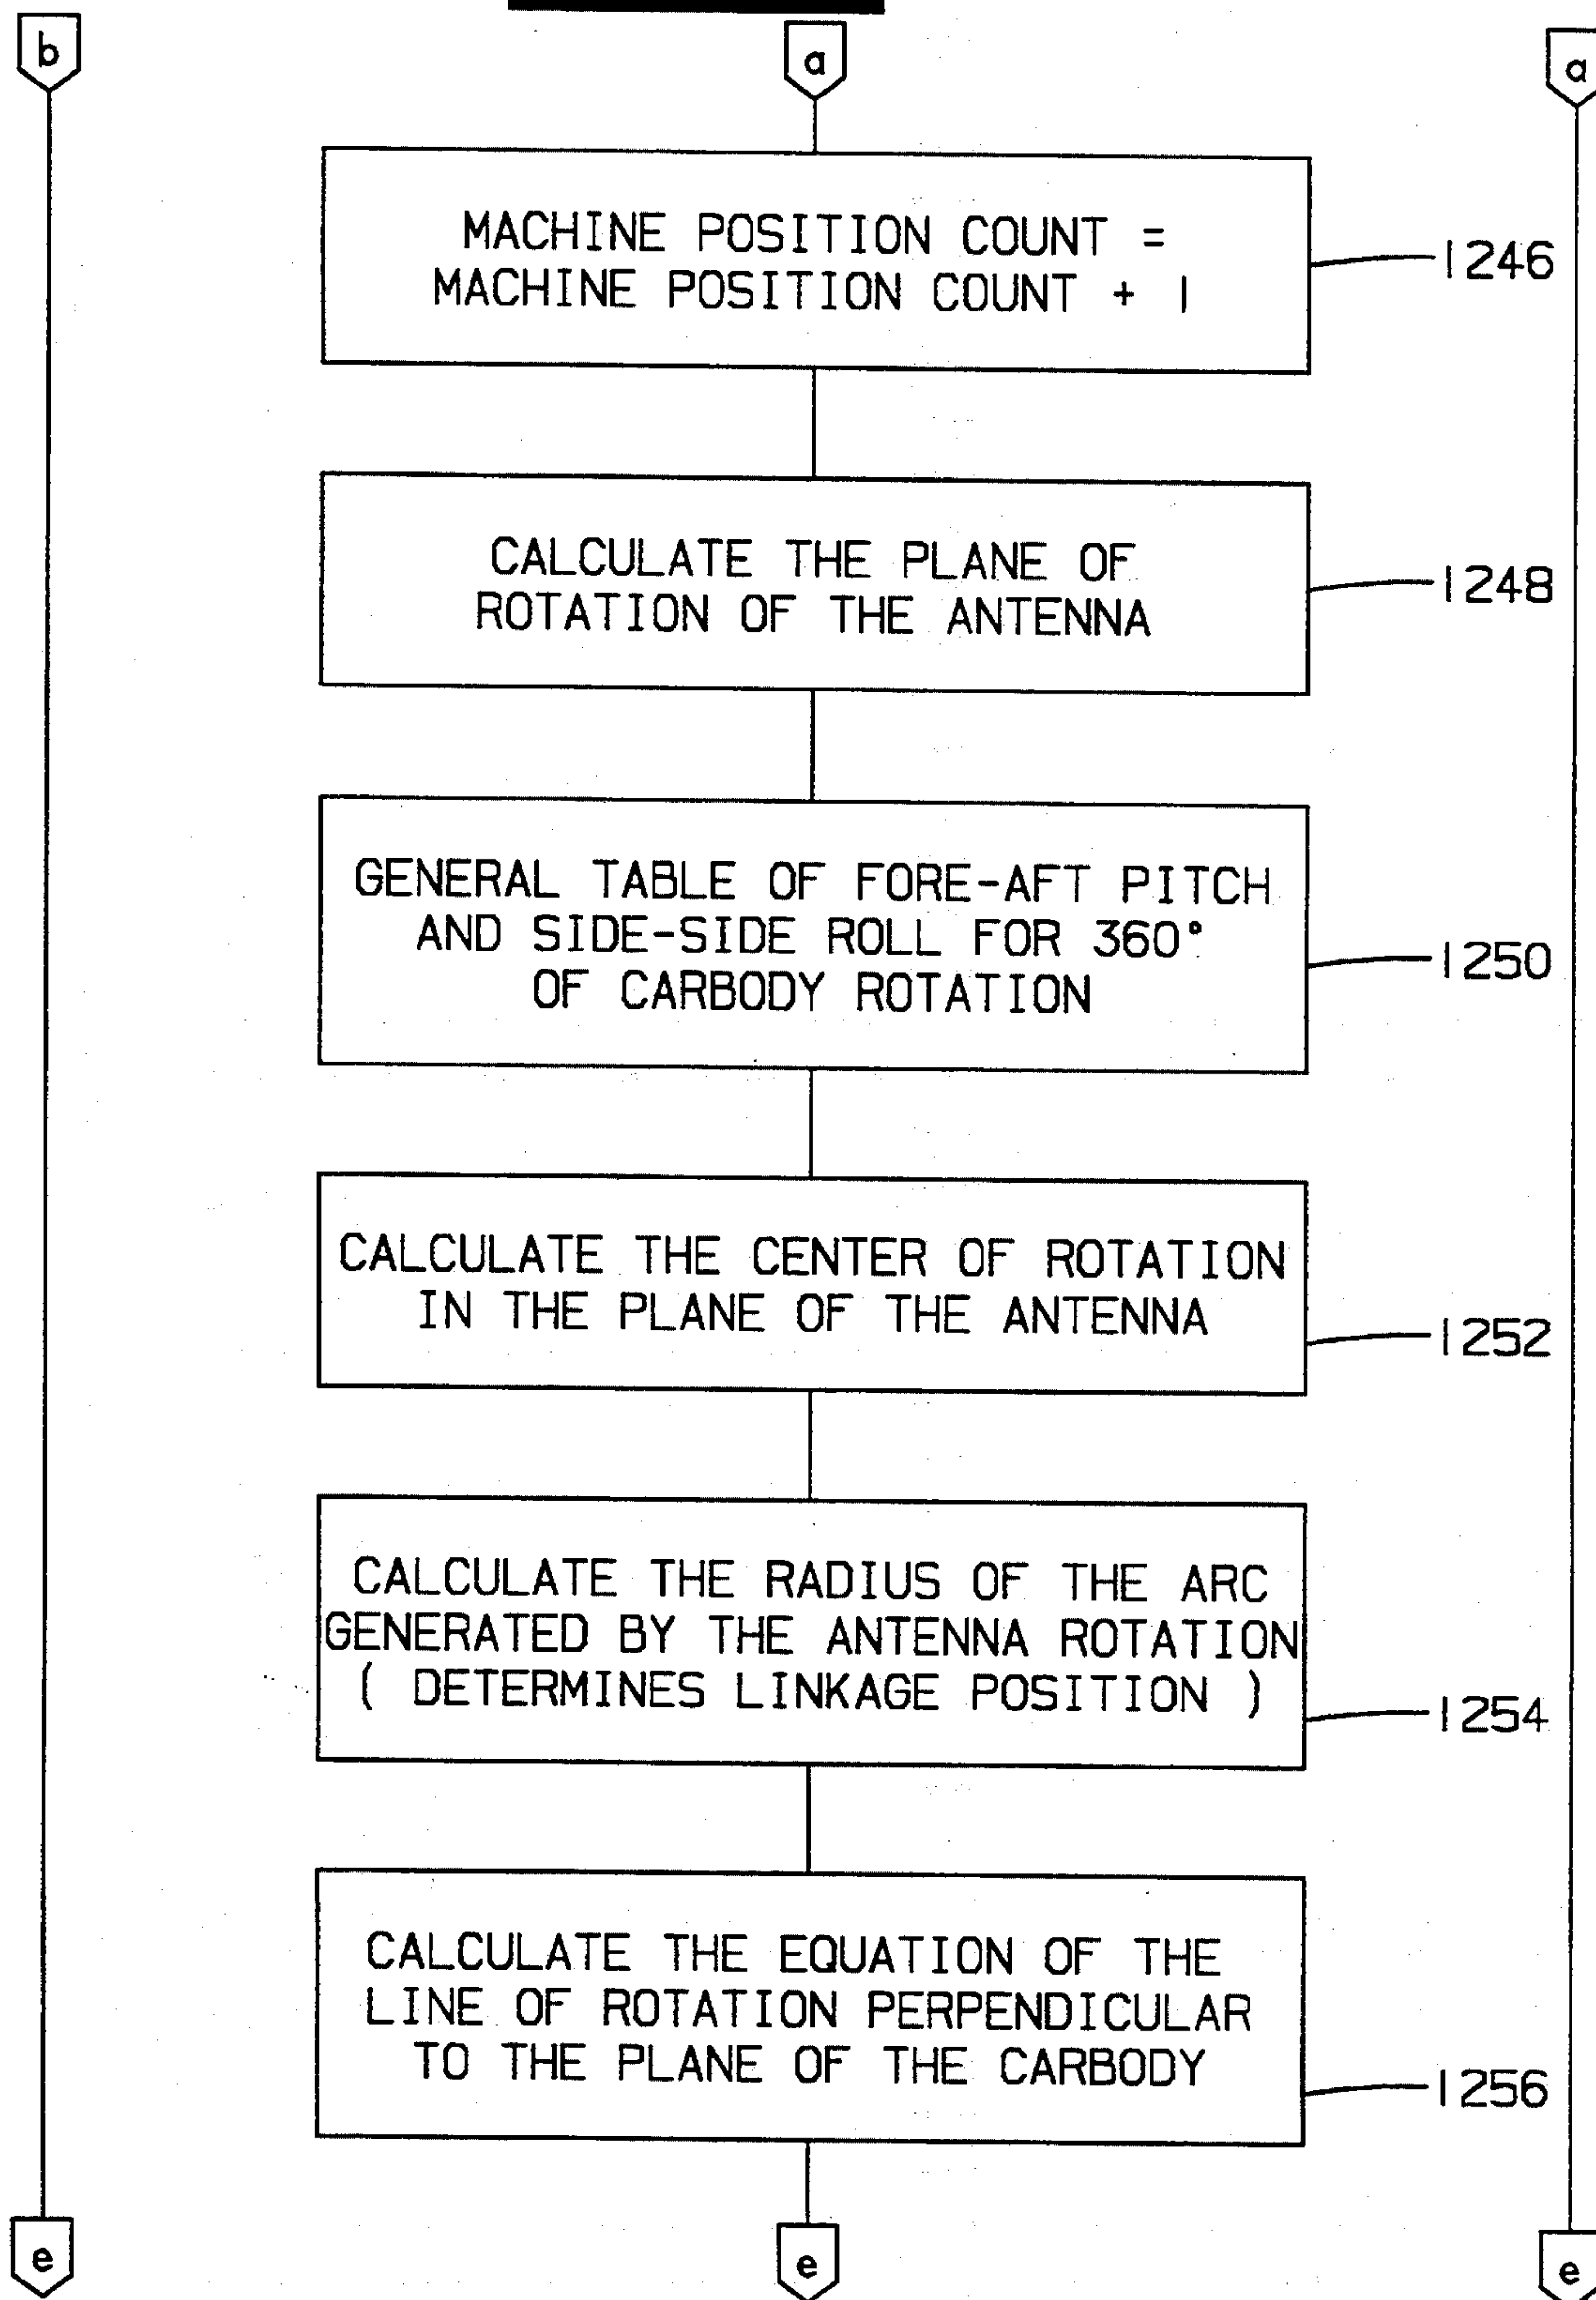 b
a
a
MACHINE POSITION COUNT =
MACHINE POSITION COUNT + 1
1246
CALCULATE THE PLANE OF
ROTATION OF THE ANTENNA
1248
GENERAL TABLE OF FORE-AFT PITCH
AND SIDE-SIDE ROLL FOR 360°
OF CARBODY ROTATION
1250
CALCULATE THE CENTER OF ROTATION
IN THE PLANE OF THE ANTENNA
1252
CALCULATE THE RADIUS OF THE ARC
GENERATED BY THE ANTENNA ROTATION
( DETERMINES LINKAGE POSITION )
1254
CALCULATE THE EQUATION OF THE
LINE OF ROTATION PERPENDICULAR
TO THE PLANE OF THE CARBODY
1256
e
e
e